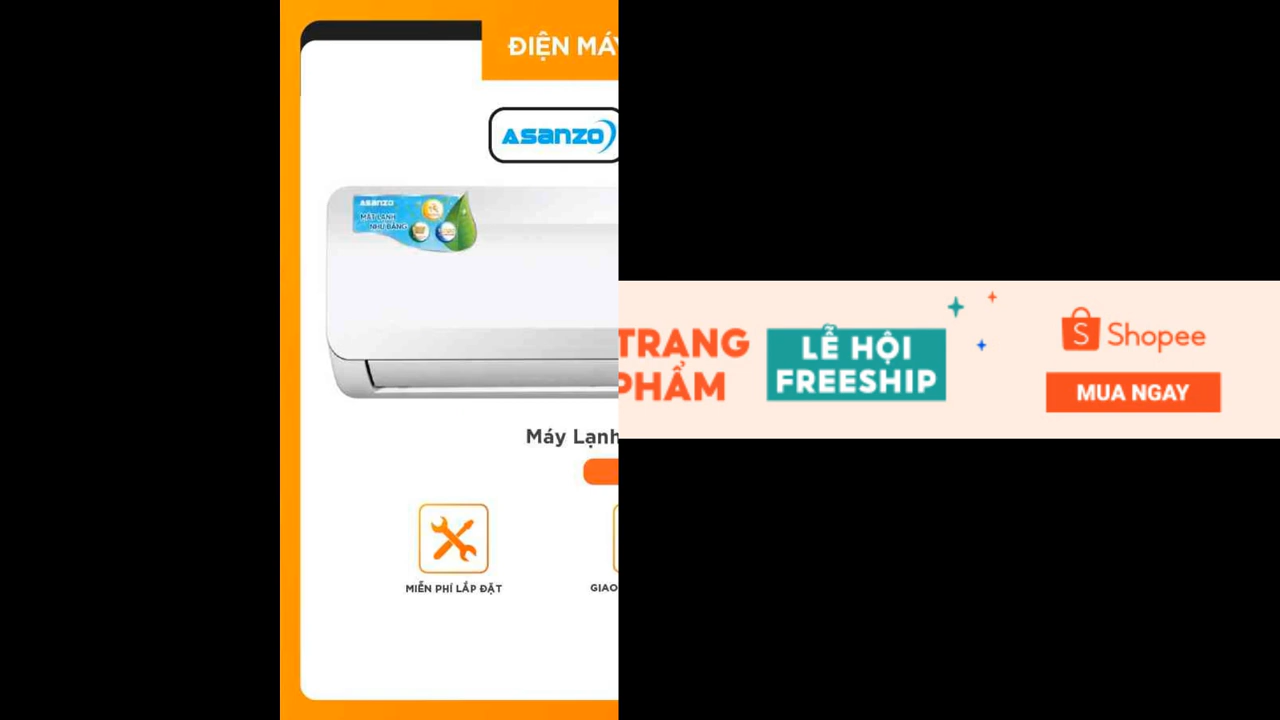 ĐIỆN MÁY
ASANZO
ASANZO
MÁT LẠNH
NHƯ BĂNG
Máy Lạnh
MIỄN PHÍ LẮP ĐẶT
GIAO
TRANG
PHẨM
LỄ HỘI
FREESHIP
Shopee
MUA NGAY